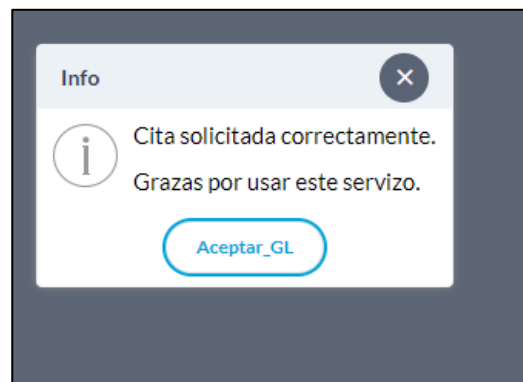 Info
Cita solicitada correctamente.
Grazas por usar este servizo.
Aceptar_GL